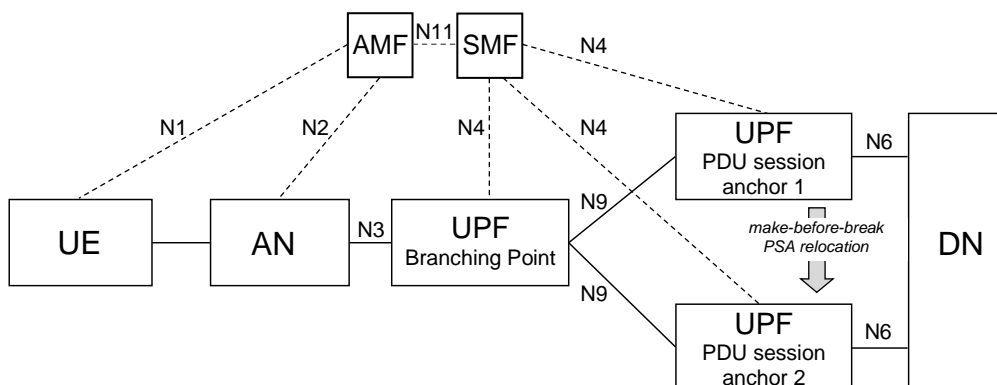 AMF
N11
SMF
N4
N1
N2
N4
N4
UPF
PDU session
anchor 1
N6
UE
AN
N3
UPF
Branching Point
N9
make-before-break
PSA relocation
DN
N9
UPF
PDU session
anchor 2
N6